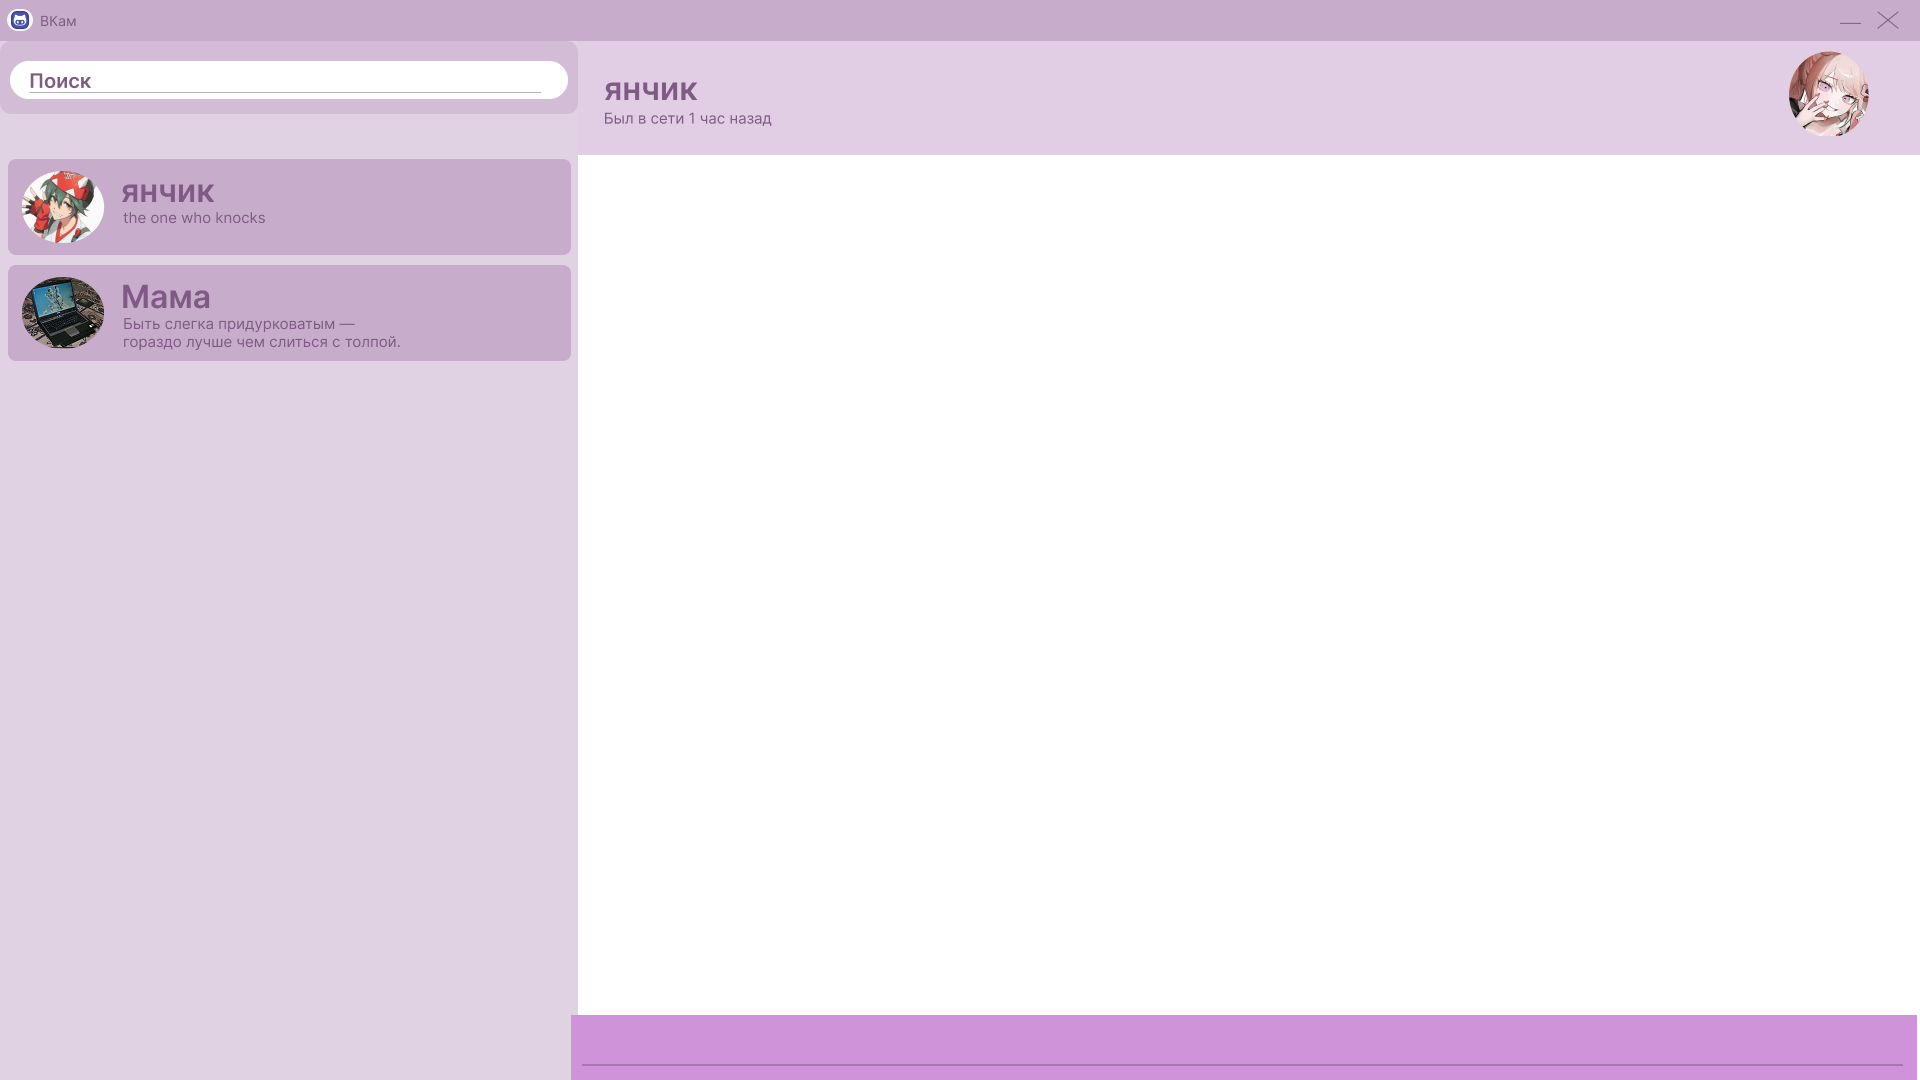 ВКам
Поиск
янчик
Был в сети 1 час назад
янчик
the one who knocks
Мама
Быть слегка придурковатым —
гораздо лучше чем слиться с толпой.